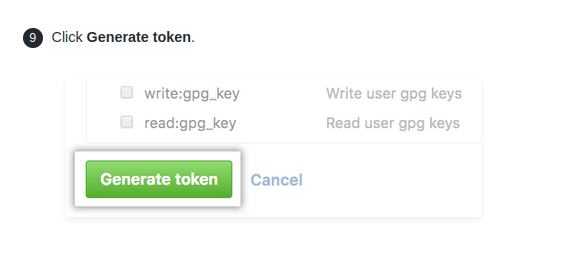 9 Click Generate token.
write:gpg_key Write user gpg keys
read:gpg_key Read user gpg keys
Generate token Cancel